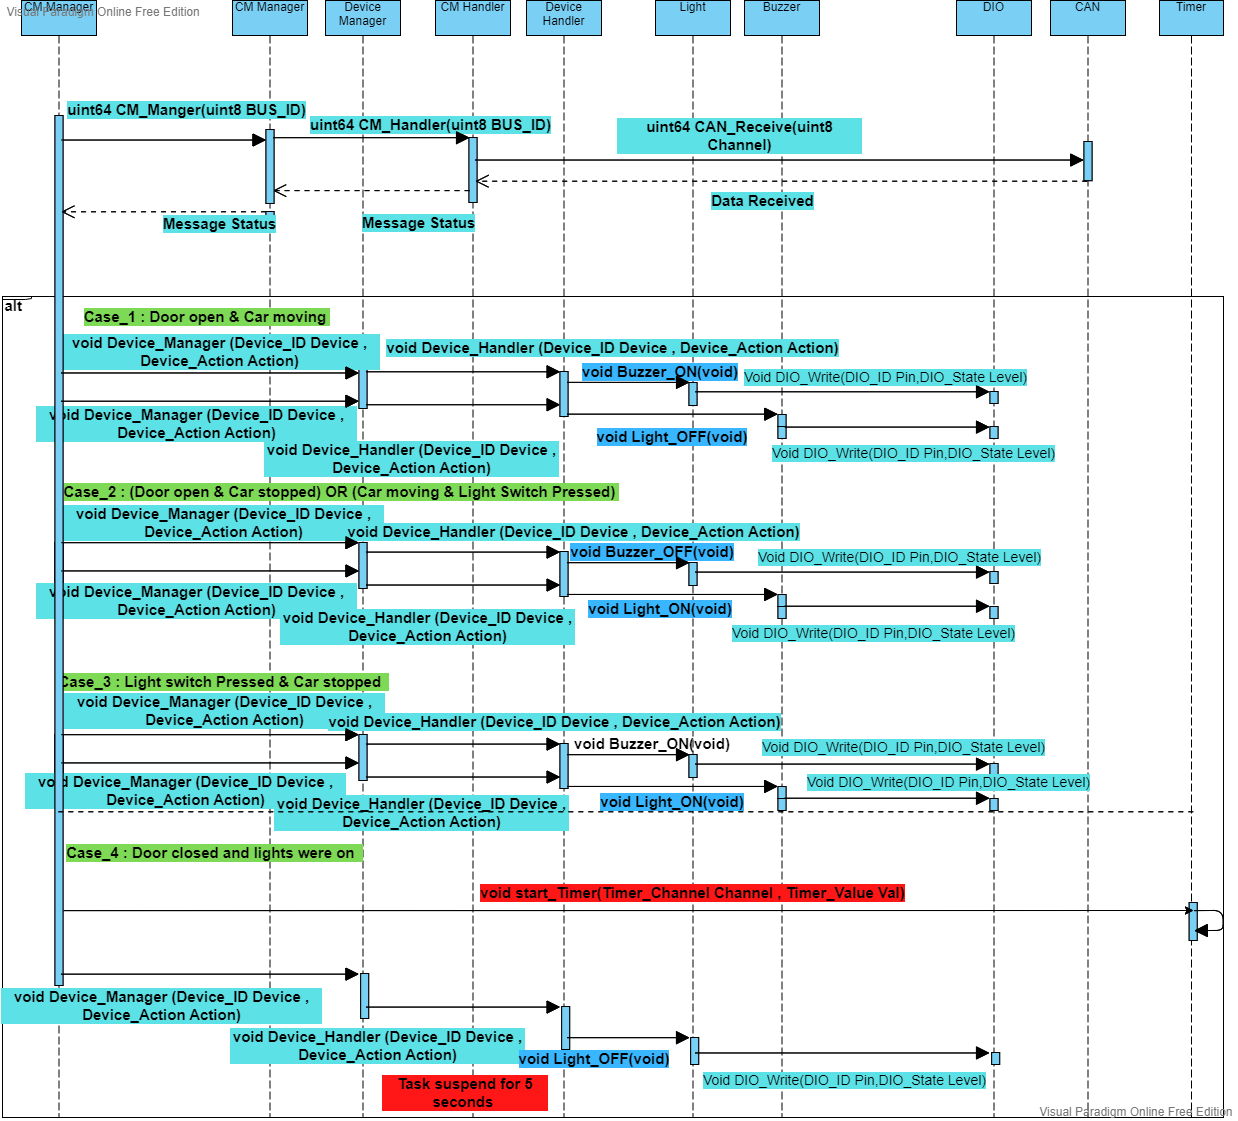 CM Manager
CM Manager
Device
Manager
CM Handler
Device
Handler
Light
Buzzer
DIO
CAN
Timer
Visual Paradigm Online Free Edition
uint64 CM_Manger(uint8 BUS_ID)
uint64 CM_Handler(uint8 BUS_ID)
uint64 CAN_Receive(uint8
Channel)
Data Received
Message Status
Message Status
alt
Case_1 : Door open & Car moving
void Device_Manager (Device_ID Device ,
Device_Action Action)
void Device_Handler (Device_ID Device , Device_Action Action)
void Buzzer_ON(void)
Void DIO_Write(DIO_ID Pin,DIO_State Level)
void Device_Manager (Device_ID Device ,
Device_Action Action)
void Light_OFF(void)
void Device_Handler (Device_ID Device ,
Device_Action Action)
Void DIO_Write(DIO_ID Pin,DIO_State Level)
Case_2 : (Door open & Car stopped) OR (Car moving & Light Switch Pressed)
void Device_Manager (Device_ID Device ,
Device_Action Action)
void Device_Handler (Device_ID Device , Device_Action Action)
void Buzzer_OFF(void)
Void DIO_Write(DIO_ID Pin,DIO_State Level)
void Device_Manager (Device_ID Device ,
Device_Action Action)
void Light_ON(void)
void Device_Handler (Device_ID Device ,
Device_Action Action)
Void DIO_Write(DIO_ID Pin,DIO_State Level)
Case_3 : Light switch Pressed & Car stopped
void Device_Manager (Device_ID Device ,
Device_Action Action)
void Device_Handler (Device_ID Device , Device_Action Action)
void Buzzer_ON(void)
Void DIO_Write(DIO_ID Pin,DIO_State Level)
void Device_Manager (Device_ID Device ,
Device_Action Action)
Void DIO_Write(DIO_ID Pin,DIO_State Level)
void Light_ON(void)
void Device_Handler (Device_ID Device ,
Device_Action Action)
Case_4 : Door closed and lights were on
void start_Timer(Timer_Channel Channel , Timer_Value Val)
void Device_Manager (Device_ID Device ,
Device_Action Action)
void Device_Handler (Device_ID Device ,
Device_Action Action)
void Light_OFF(void)
Void DIO_Write(DIO_ID Pin,DIO_State Level)
Task suspend for 5
seconds
Visual Paradigm Online Free Edition